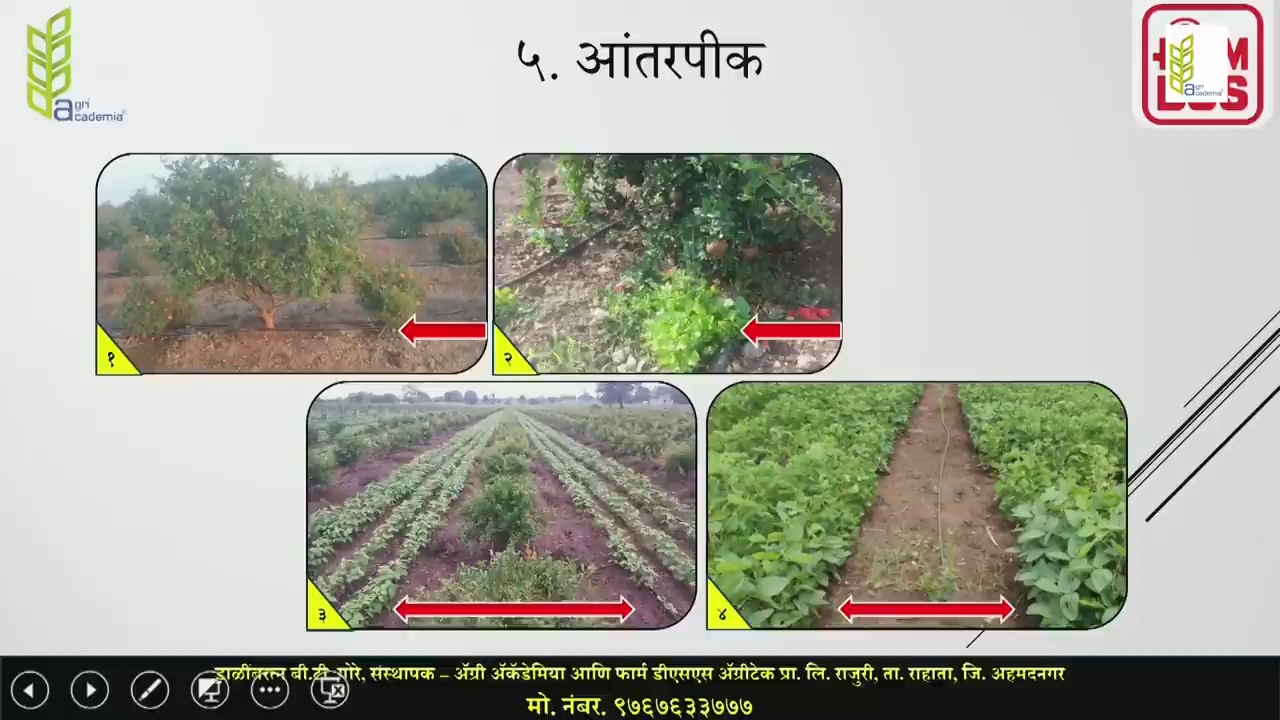 ५. आंतरपीक
agri
academia
१
२
३
४
बी.टी. गोरे, संस्थापक – ॲग्री ॲकॅडेमिया आणि फार्म डीएसएस ॲग्रीटेक प्रा. लि. राजुरी, ता. राहाता, जि. अहमदनगर
मो. नंबर. ९७६७६३३७७७